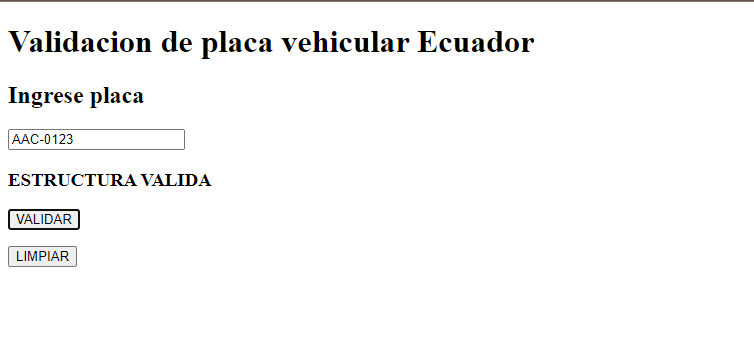 Validacion de placa vehicular Ecuador
Ingrese placa
AAC-0123
ESTRUCTURA VALIDA
VALIDAR
LIMPIAR